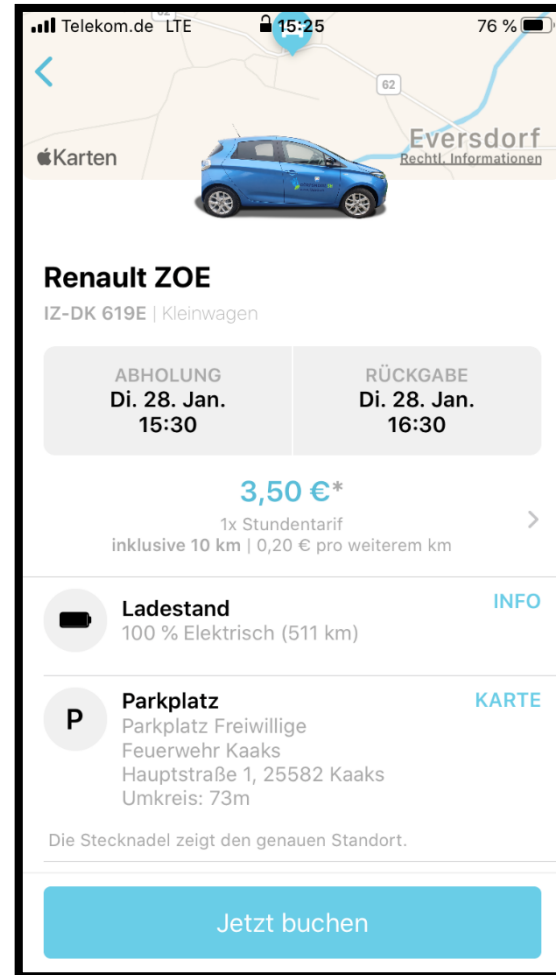 Telekom.de LTE 15:25 76 %
62
Eversdorf
Karten
Rechtl. Informationen
Renault ZOE
IZ-DK 619E | Kleinwagen
ABHOLUNG
Di. 28. Jan.
15:30
RÜCKGABE
Di. 28. Jan.
16:30
3,50 €*
1x Stundentarif
inklusive 10 km | 0,20 € pro weiterem km
Ladestand
INFO
100 % Elektrisch (511 km)
P
Parkplatz
KARTE
Parkplatz Freiwillige
Feuerwehr Kaaks
Hauptstraße 1, 25582 Kaaks
Umkreis: 73m
Die Stecknadel zeigt den genauen Standort.
Jetzt buchen